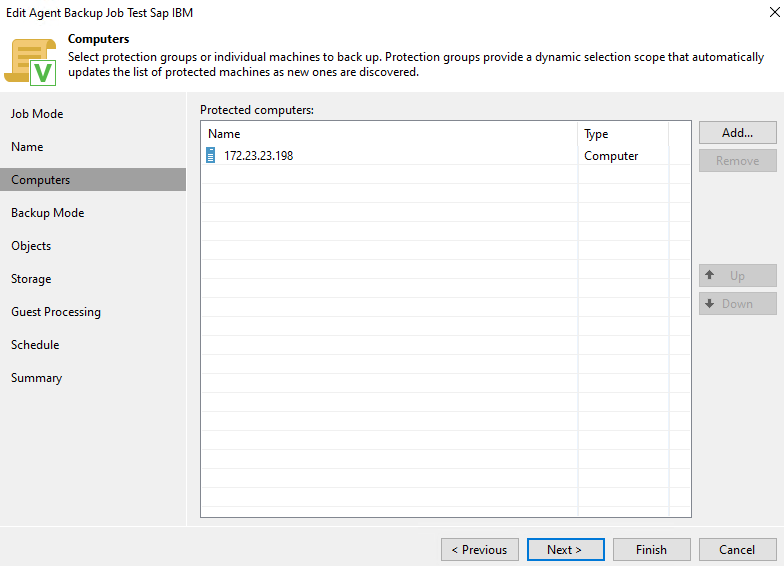 Edit Agent Backup Job Test Sap IBM
Computers
Select protection groups or individual machines to back up. Protection groups provide a dynamic selection scope that automatically
updates the list of protected machines as new ones are discovered.
Job Mode
Name
Computers
Backup Mode
Objects
Storage
Guest Processing
Schedule
Summary
Protected computers:
Name Type
172.23.23.198 Computer
Add...
Remove
Up
Down
< Previous
Next >
Finish
Cancel